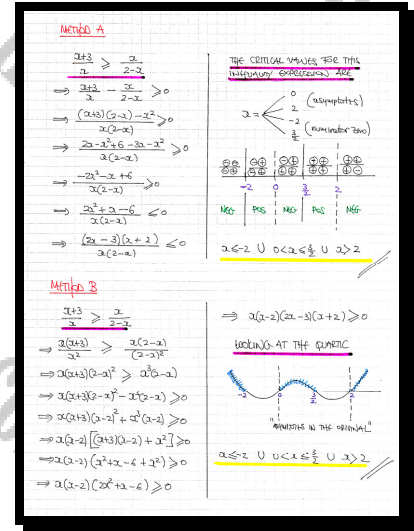 METHOD A
x+3/x ⩾ x/2-x
⇒ x+3/x - x/2-x ⩾ 0
⇒ (x+3)(2-x)-x²/x(2-x) ⩾ 0
⇒ 2x-x²+6-3x-x²/x(2-x) ⩾ 0
⇒ -2x²-x+6/x(2-x) ⩾ 0
⇒ 2x²+x-6/x(2-x) ⩽ 0
⇒ (2x-3)(x+2)/x(2-x) ⩽ 0
THE CRITICAL VALUES FOR THIS
INEQUALITY EXPRESSION ARE
x = 0 2 (asymptotes)
-2 3/2 (numerator zero)
-2 0 3/2 2
NEG POS NEG POS NEG
x ⩽ -2 ∪ 0 < x ⩽ 3/2 ∪ x > 2
METHOD B
x+3/x ⩾ x/2-x
⇒ x(x+3)/x² ⩾ x(2-x)/(2-x)²
⇒ x(x+3)(2-x)² ⩾ x³(2-x)
⇒ x(x+3)(x-2)² - x³(2-x) ⩾ 0
⇒ x(x+3)(x-2)² + x³(x-2) ⩾ 0
⇒ x(x-2)[(x+3)(x-2) + x²] ⩾ 0
⇒ x(x-2)(x²+x-6+x²) ⩾ 0
⇒ x(x-2)(2x²+x-6) ⩾ 0
⇒ x(x-2)(2x-3)(x+2) ⩾ 0
LOOKING AT THE QUARTIC
-2 0 3/2 2
"ASYMPTOTES IN THE ORIGINAL"
x ⩽ -2 ∪ 0 < x ⩽ 3/2 ∪ x > 2